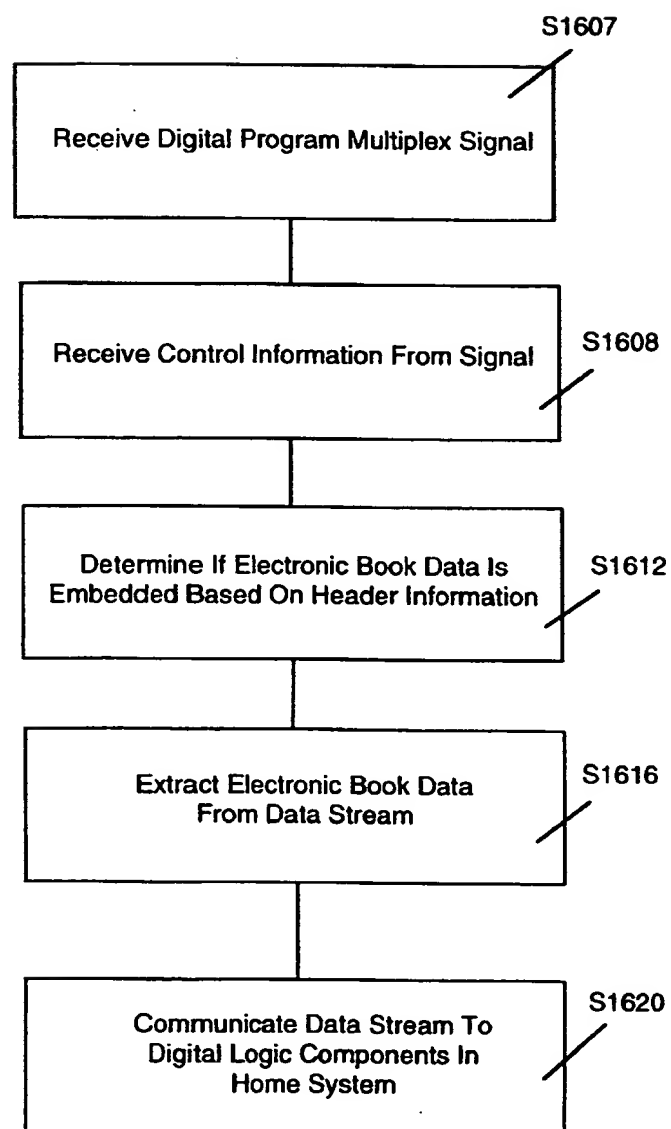 S1607
Receive Digital Program Multiplex Signal
S1608
Receive Control Information From Signal
S1612
Determine If Electronic Book Data Is
Embedded Based On Header Information
S1616
Extract Electronic Book Data
From Data Stream
S1620
Communicate Data Stream To
Digital Logic Components In
Home System